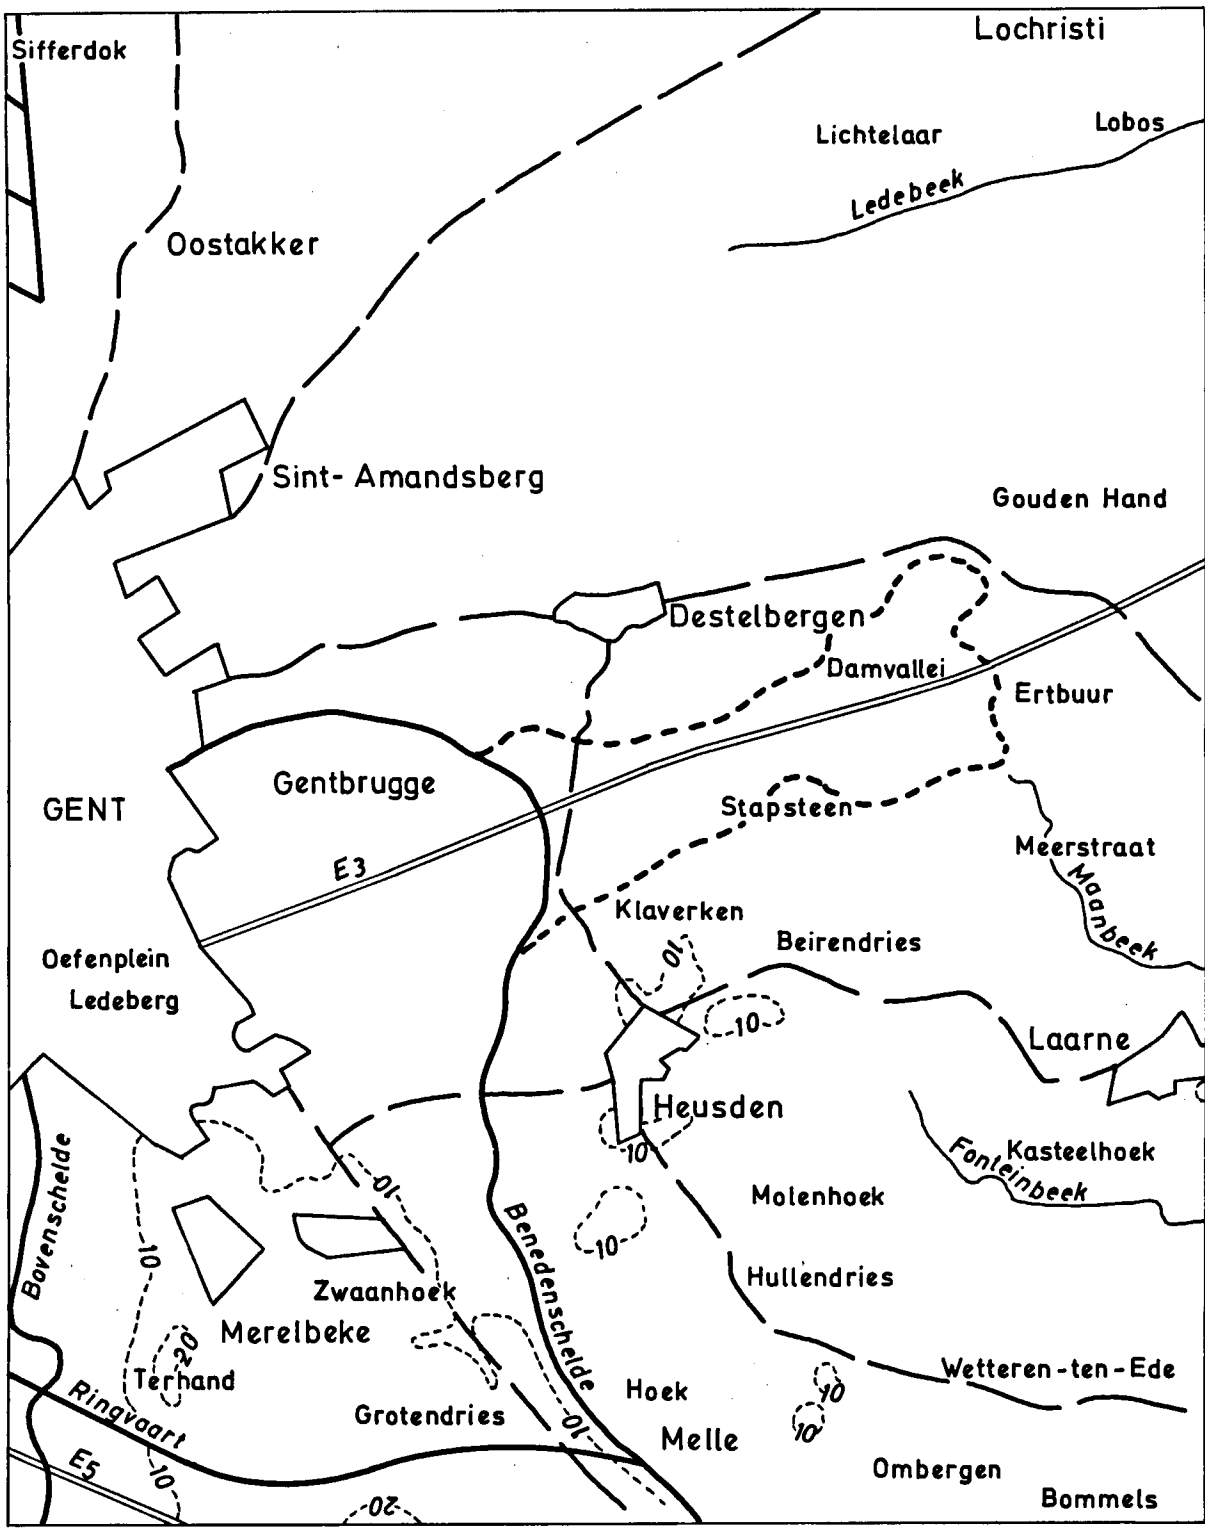 Lochristi
Sifferdok
Lobos
Lichtelaar
Ledebeek
Oostakker
Sint-Amandsberg
Gouden Hand
Destelbergen
Damvallei
Ertbuur
Gentbrugge
GENT
Stapsteen
Meerstraat
E3
Maanbeek
Klaverken
Beirendries
10
Oefenplein
Ledeberg
10
Laarne
Heusden
10
Kasteelhoek
Fonteinbeek
Bovenschelde
10
Molenhoek
Benedenschelde
10
10
Hullendries
Zwaanhoek
Merelbeke
20
Terhand
Wetteren-ten-Ede
Hoek
10
Ringvaart
Grotendries
10
10
Melle
E5
10
Ombergen
Bommels
20